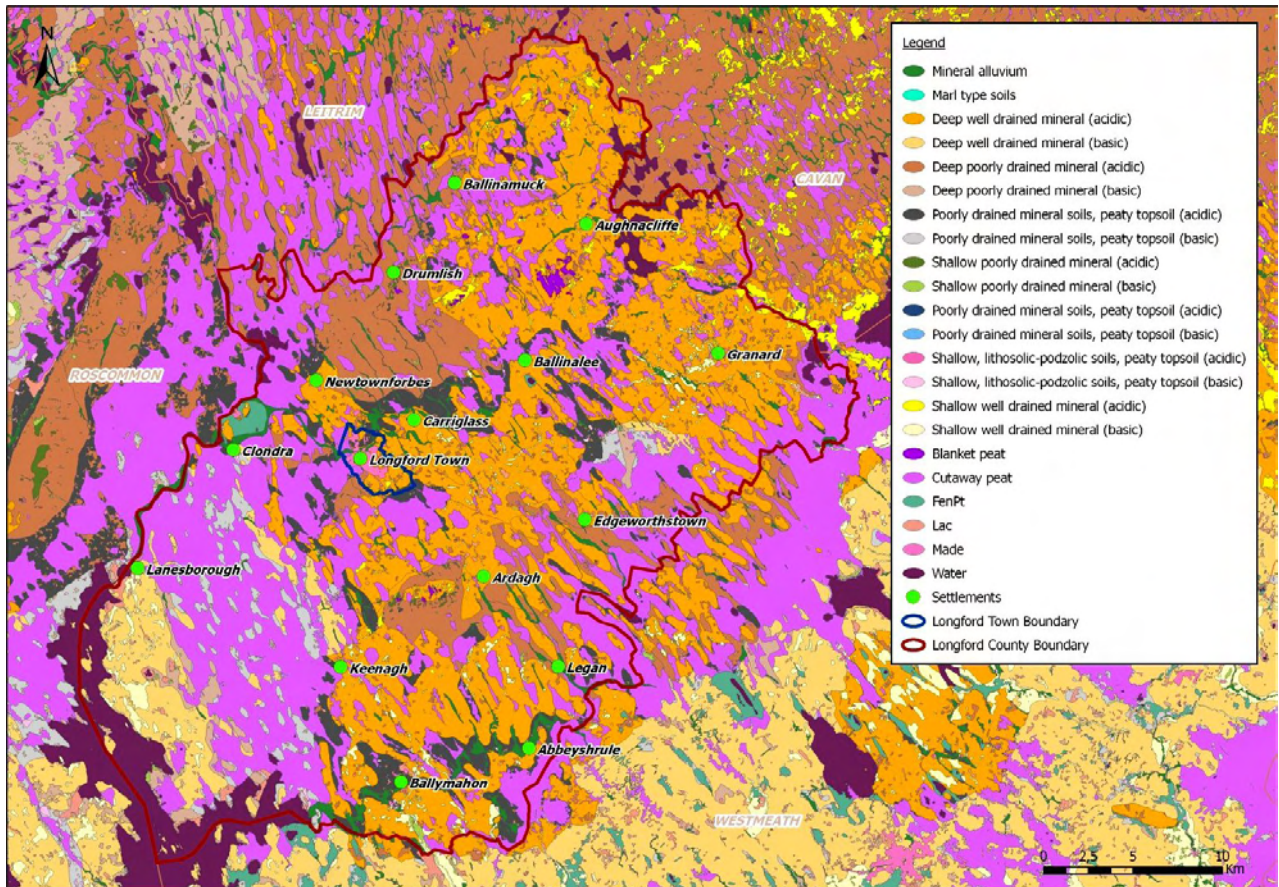 N
LEITRIM
CAVAN
ROSCOMMON
WESTMEATH
Ballinamuck
Aughnacliffe
Drumlish
Ballinalee
Granard
Newtownforbes
Carriglass
Clondra
Longford Town
Edgeworthstown
Lanesborough
Ardagh
Keenagh
Legan
Abbeyshrule
Ballymahon
Legend
Mineral alluvium
Marl type soils
Deep well drained mineral (acidic)
Deep well drained mineral (basic)
Deep poorly drained mineral (acidic)
Deep poorly drained mineral (basic)
Poorly drained mineral soils, peaty topsoil (acidic)
Poorly drained mineral soils, peaty topsoil (basic)
Shallow poorly drained mineral (acidic)
Shallow poorly drained mineral (basic)
Poorly drained mineral soils, peaty topsoil (acidic)
Poorly drained mineral soils, peaty topsoil (basic)
Shallow, lithosolic-podzolic soils, peaty topsoil (acidic)
Shallow, lithosolic-podzolic soils, peaty topsoil (basic)
Shallow well drained mineral (acidic)
Shallow well drained mineral (basic)
Blanket peat
Cutaway peat
FenPt
Lac
Made
Water
Settlements
Longford Town Boundary
Longford County Boundary
0 2,5 5 10
Km